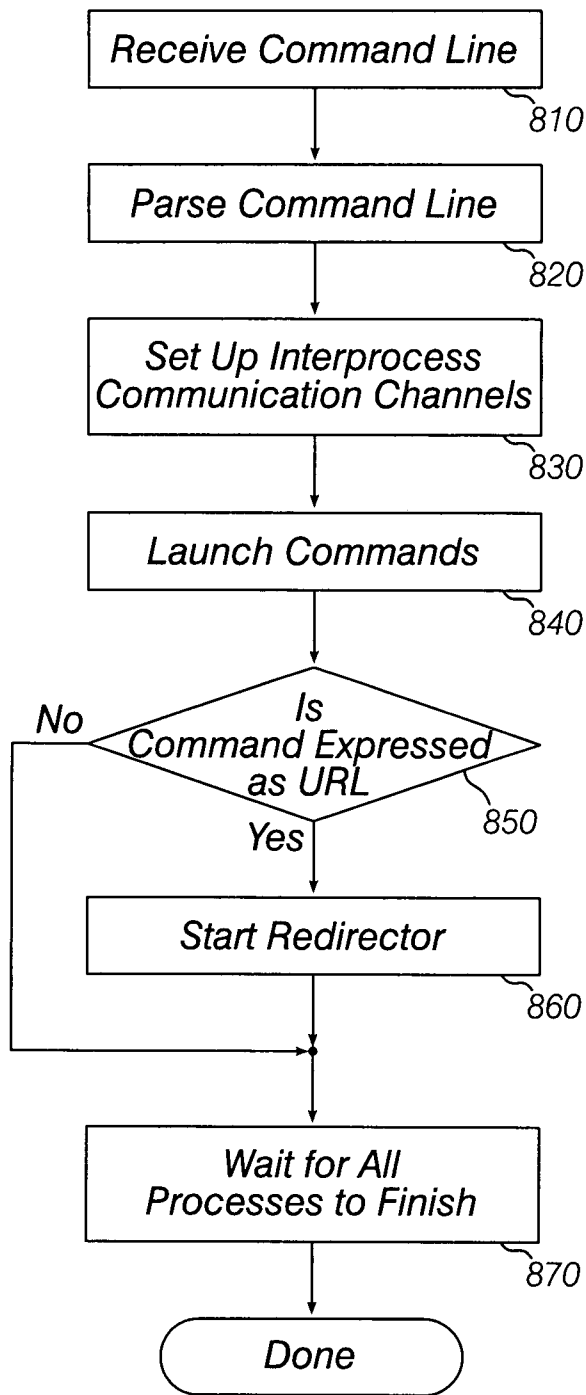 Receive Command Line
810
Parse Command Line
820
Set Up Interprocess
Communication Channels
830
Launch Commands
840
No
Is
Command Expressed
as URL
850
Yes
Start Redirector
860
Wait for All
Processes to Finish
870
Done